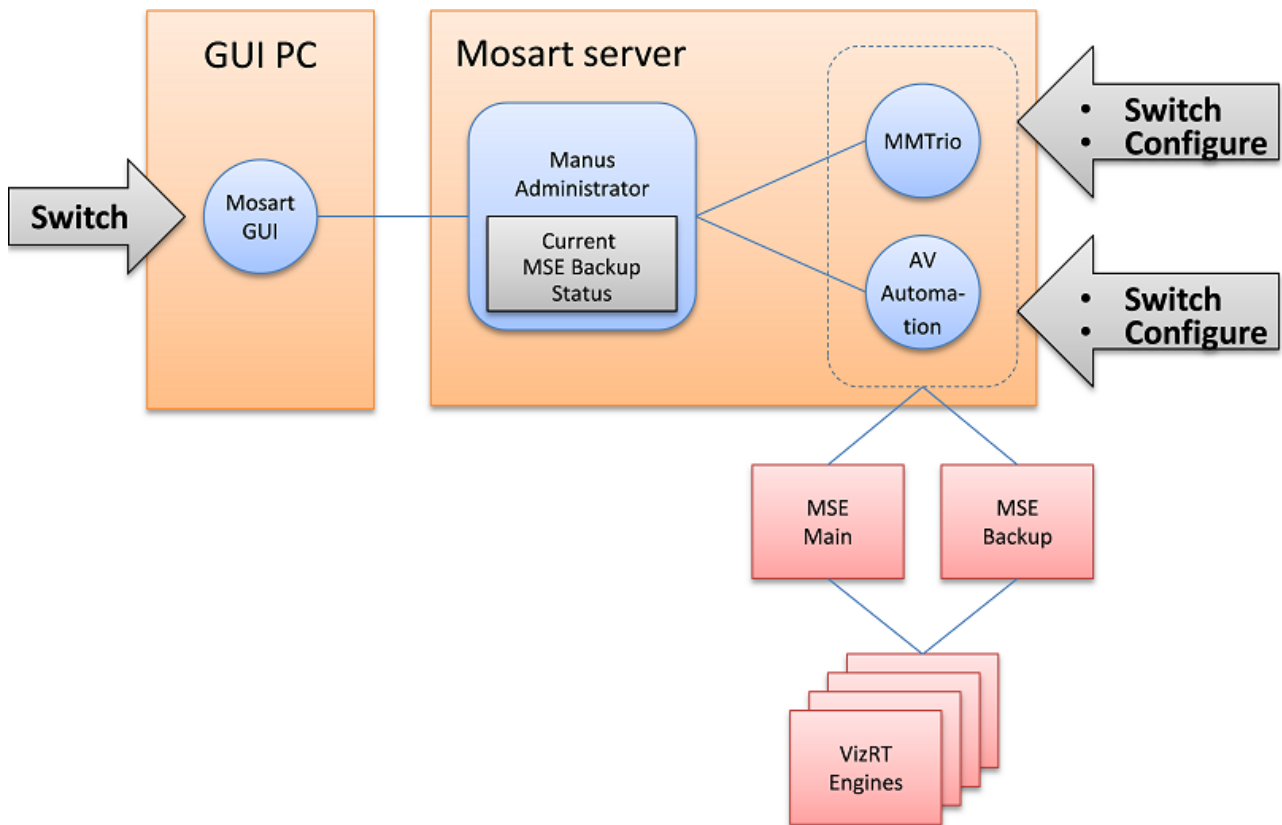 GUI PC
Mosart server
Switch
Mosart
GUI
Manus
Administrator
Current
MSE Backup
Status
MMTrio
AV
Automa-
tion
• Switch
• Configure
• Switch
• Configure
MSE
Main
MSE
Backup
VizRT
Engines